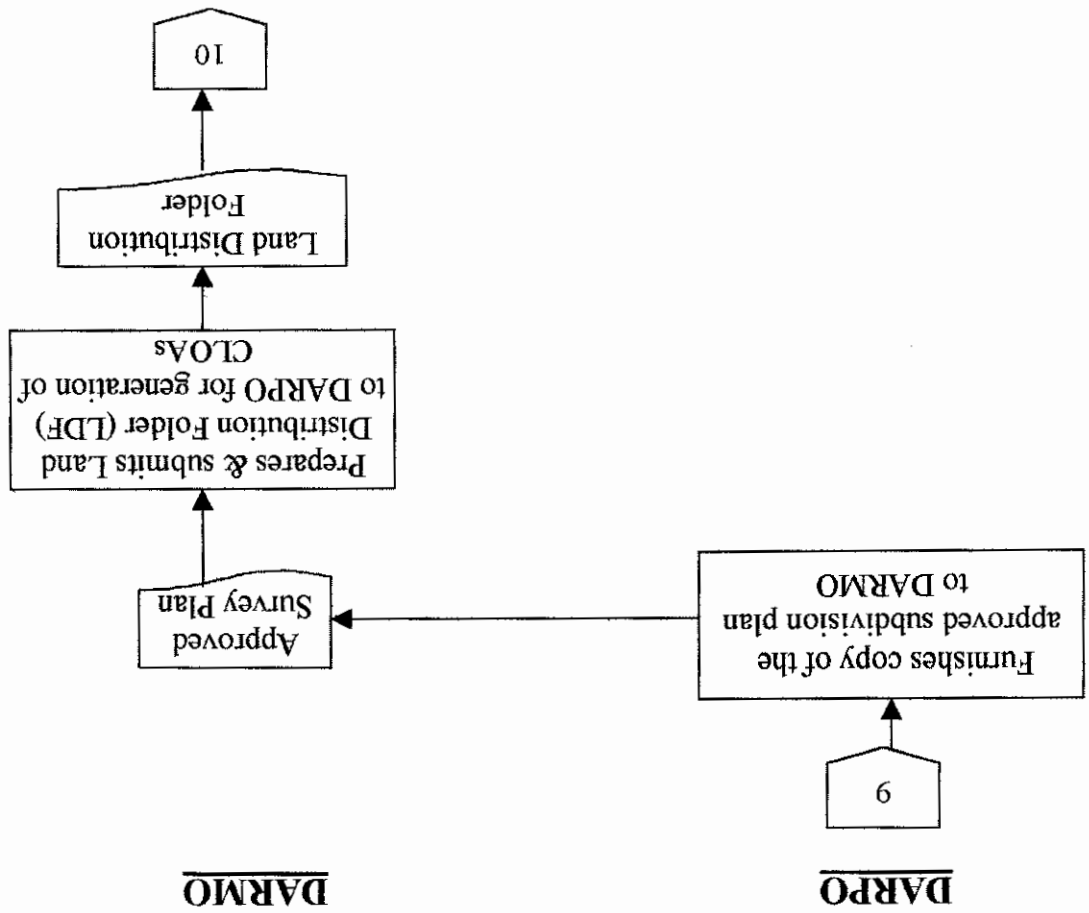 DARPO
DARMO
9
Furnishes copy of the
approved subdivision plan
to DARMO
Approved
Survey Plan
Prepares & submits Land
Distribution Folder (LDF)
to DARPO for generation of
CLOAs
Land Distribution
Folder
10